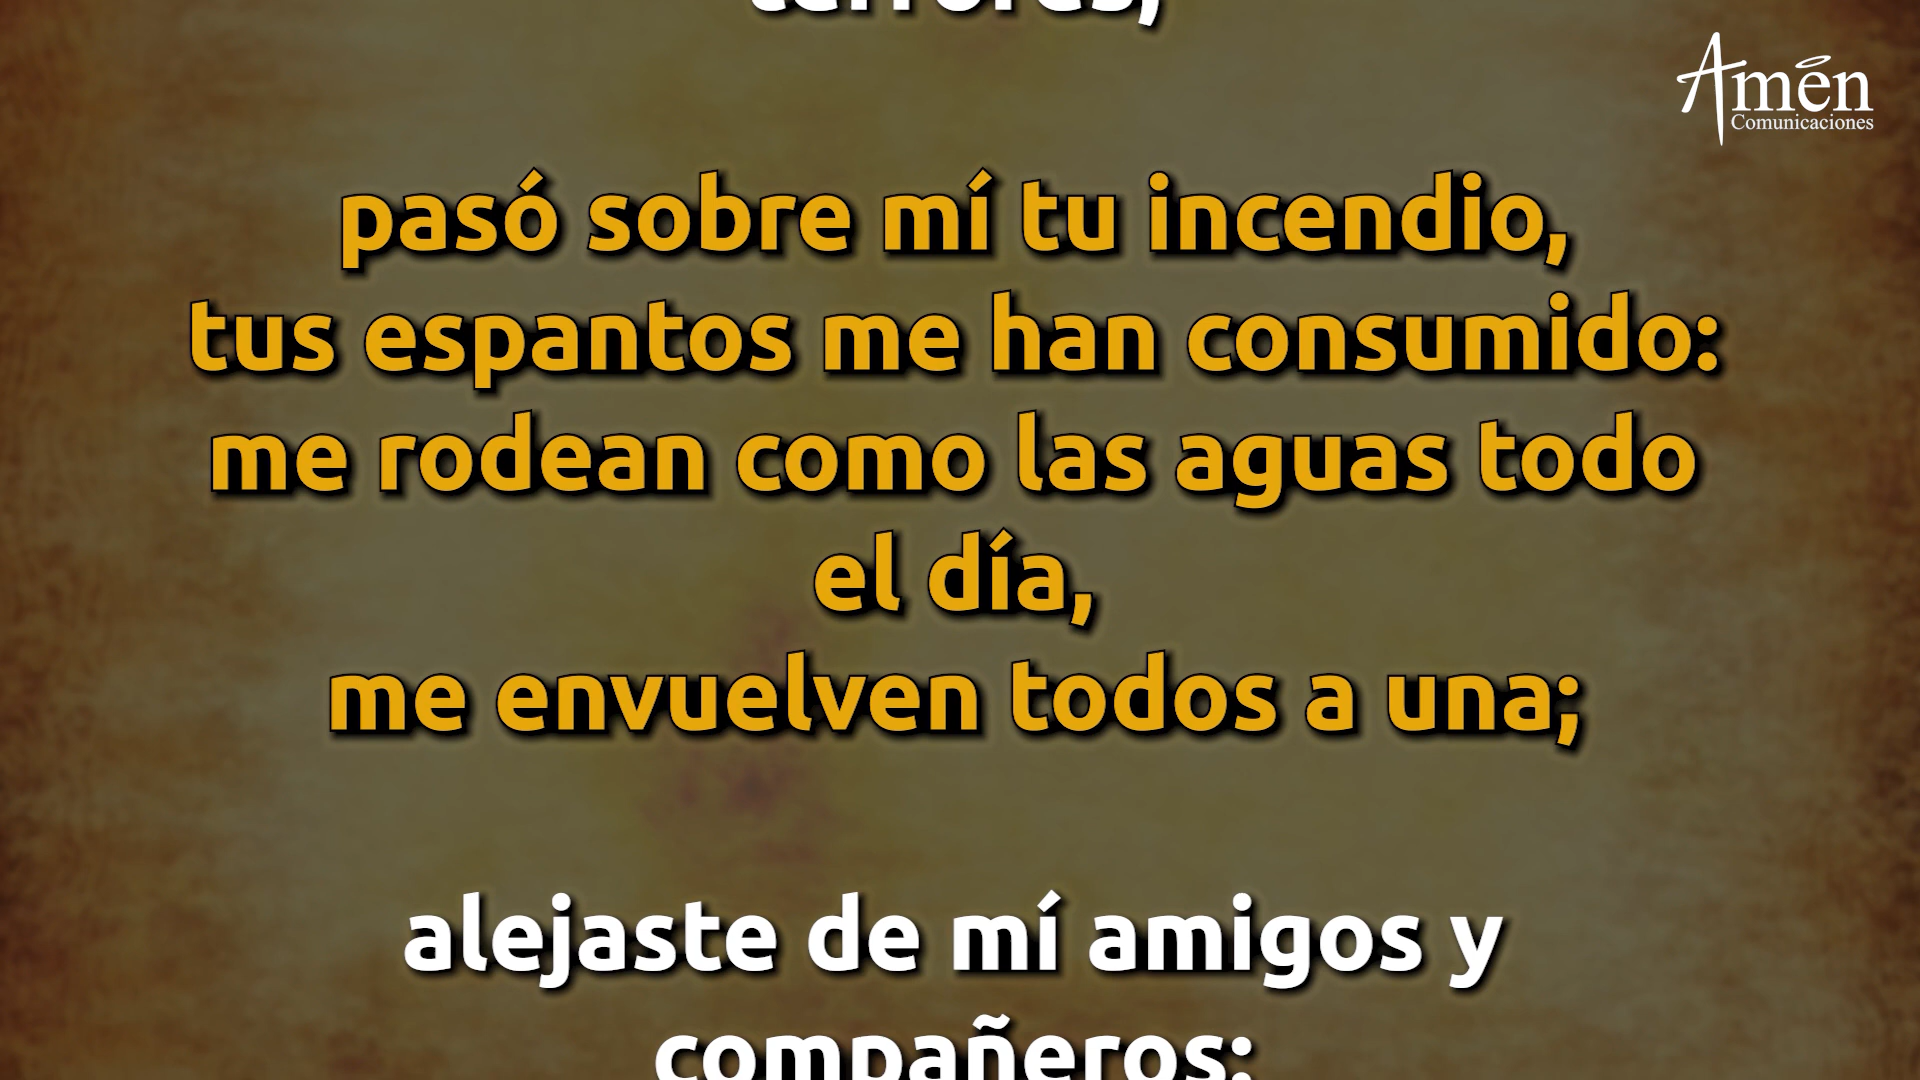 terrores,
Amén
Comunicaciones
pasó sobre mí tu incendio,
tus espantos me han consumido:
me rodean como las aguas todo
el día,
me envuelven todos a una;
alejaste de mí amigos y
compañeros: